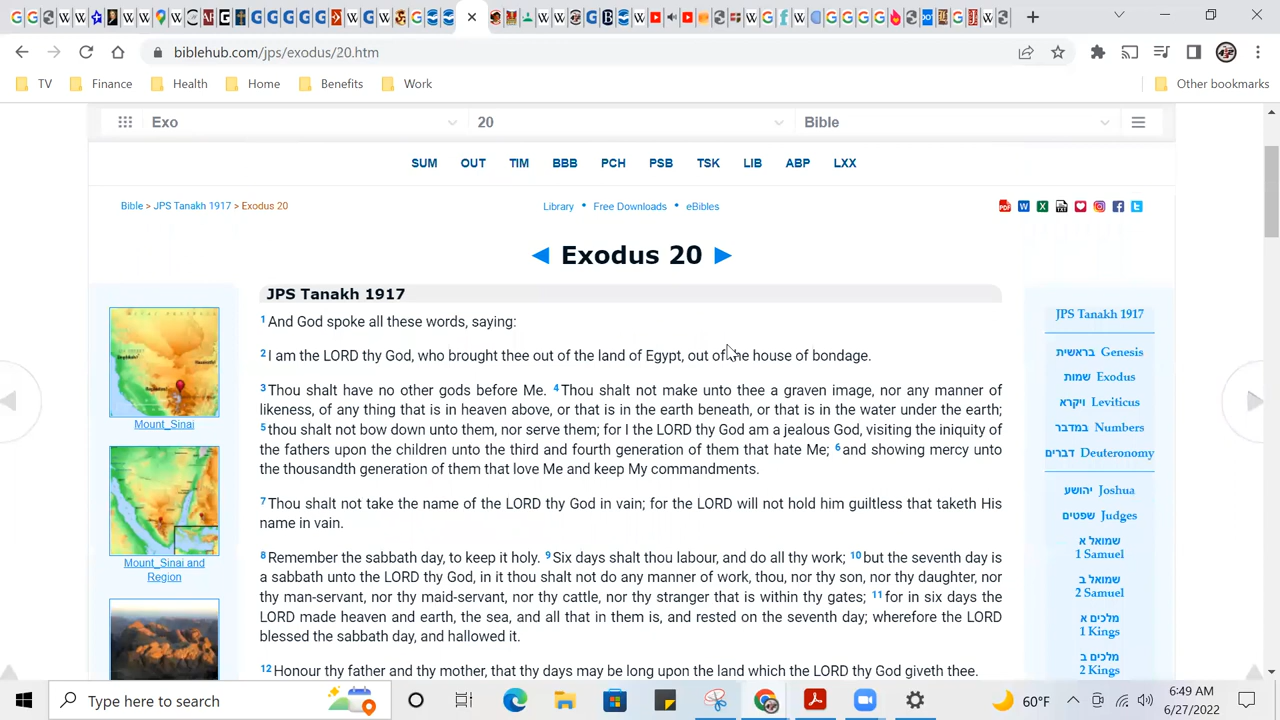 biblehub.com/jps/exodus/20.htm
TV Finance Health Home Benefits Work Other bookmarks
Exo 20 Bible
SUM OUT TIM BBB PCH PSB TSK LIB ABP LXX
Bible > JPS Tanakh 1917 > Exodus 20
Library • Free Downloads • eBibles
◄ Exodus 20 ►
JPS Tanakh 1917
1 And God spoke all these words, saying:
2 I am the LORD thy God, who brought thee out of the land of Egypt, out of the house of bondage.
3 Thou shalt have no other gods before Me. 4 Thou shalt not make unto thee a graven image, nor any manner of
likeness, of any thing that is in heaven above, or that is in the earth beneath, or that is in the water under the earth;
5 thou shalt not bow down unto them, nor serve them; for I the LORD thy God am a jealous God, visiting the iniquity of
the fathers upon the children unto the third and fourth generation of them that hate Me; 6 and showing mercy unto
the thousandth generation of them that love Me and keep My commandments.
7 Thou shalt not take the name of the LORD thy God in vain; for the LORD will not hold him guiltless that taketh His
name in vain.
8 Remember the sabbath day, to keep it holy. 9 Six days shalt thou labour, and do all thy work; 10 but the seventh day is
a sabbath unto the LORD thy God, in it thou shalt not do any manner of work, thou, nor thy son, nor thy daughter, nor
thy man-servant, nor thy maid-servant, nor thy cattle, nor thy stranger that is within thy gates; 11 for in six days the
LORD made heaven and earth, the sea, and all that in them is, and rested on the seventh day; wherefore the LORD
blessed the sabbath day, and hallowed it.
12 Honour thy father and thy mother, that thy days may be long upon the land which the LORD thy God giveth thee.
Mount_Sinai
Mount_Sinai and
Region
JPS Tanakh 1917
בראשית Genesis
שמות Exodus
ויקרא Leviticus
במדבר Numbers
דברים Deuteronomy
יהושע Joshua
שפטים Judges
שמואל א
1 Samuel
שמואל ב
2 Samuel
מלכים א
1 Kings
מלכים ב
2 Kings
Type here to search
60°F
6:49 AM
6/27/2022